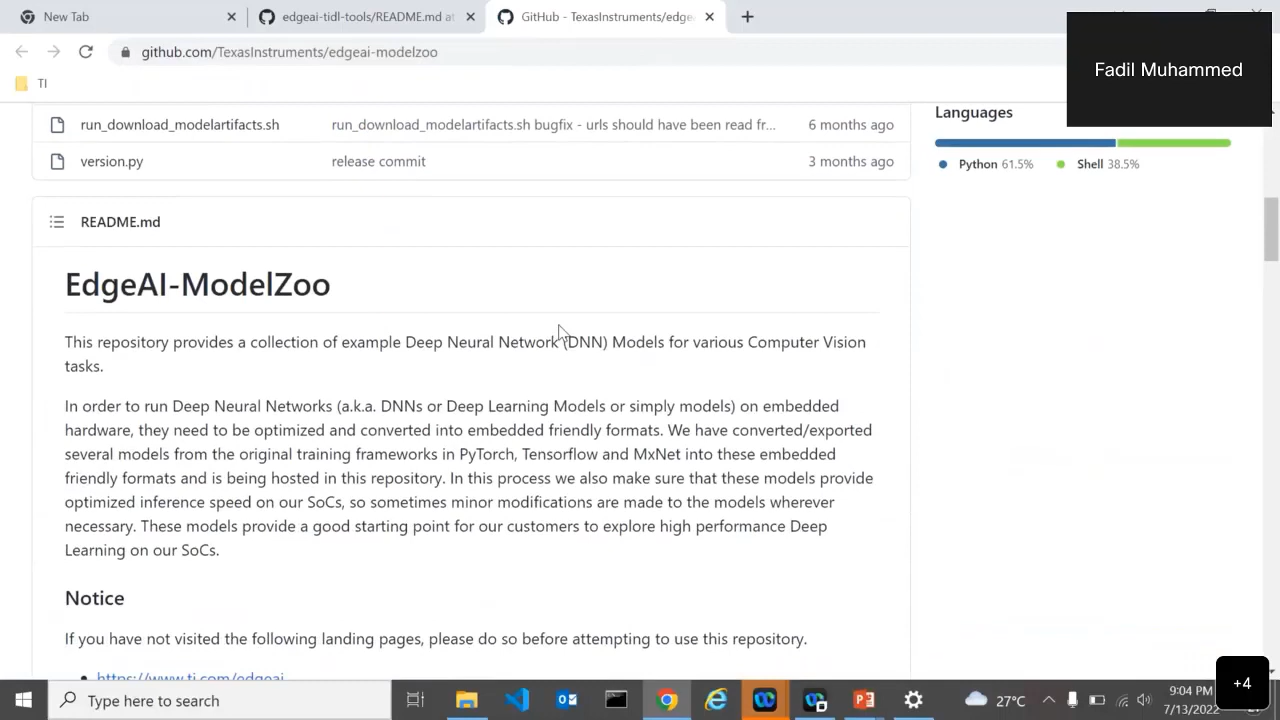 New Tab
edgeai-tidl-tools/README.md at
GitHub - TexasInstruments/edge
github.com/TexasInstruments/edgeai-modelzoo
Fadil Muhammed
TI
run_download_modelartifacts.sh run_download_modelartifacts.sh bugfix - urls should have been read fr... 6 months ago
version.py release commit 3 months ago
Languages
Python 61.5% Shell 38.5%
README.md
EdgeAI-ModelZoo
This repository provides a collection of example Deep Neural Network (DNN) Models for various Computer Vision
tasks.
In order to run Deep Neural Networks (a.k.a. DNNs or Deep Learning Models or simply models) on embedded
hardware, they need to be optimized and converted into embedded friendly formats. We have converted/exported
several models from the original training frameworks in PyTorch, Tensorflow and MxNet into these embedded
friendly formats and is being hosted in this repository. In this process we also make sure that these models provide
optimized inference speed on our SoCs, so sometimes minor modifications are made to the models wherever
necessary. These models provide a good starting point for our customers to explore high performance Deep
Learning on our SoCs.
Notice
If you have not visited the following landing pages, please do so before attempting to use this repository.
https://www.ti.com/edgeai
Type here to search
27°C
9:04 PM
7/13/2022
+4